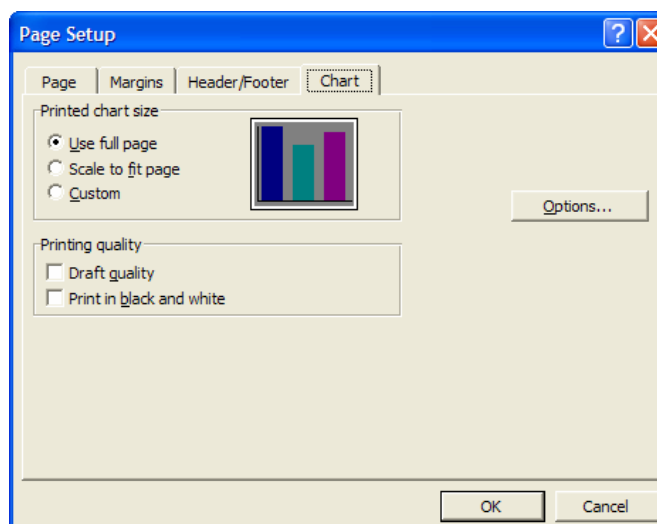 Page Setup
? X
Page Margins Header/Footer Chart
Printed chart size
Use full page
Scale to fit page
Custom
Options...
Printing quality
Draft quality
Print in black and white
OK Cancel